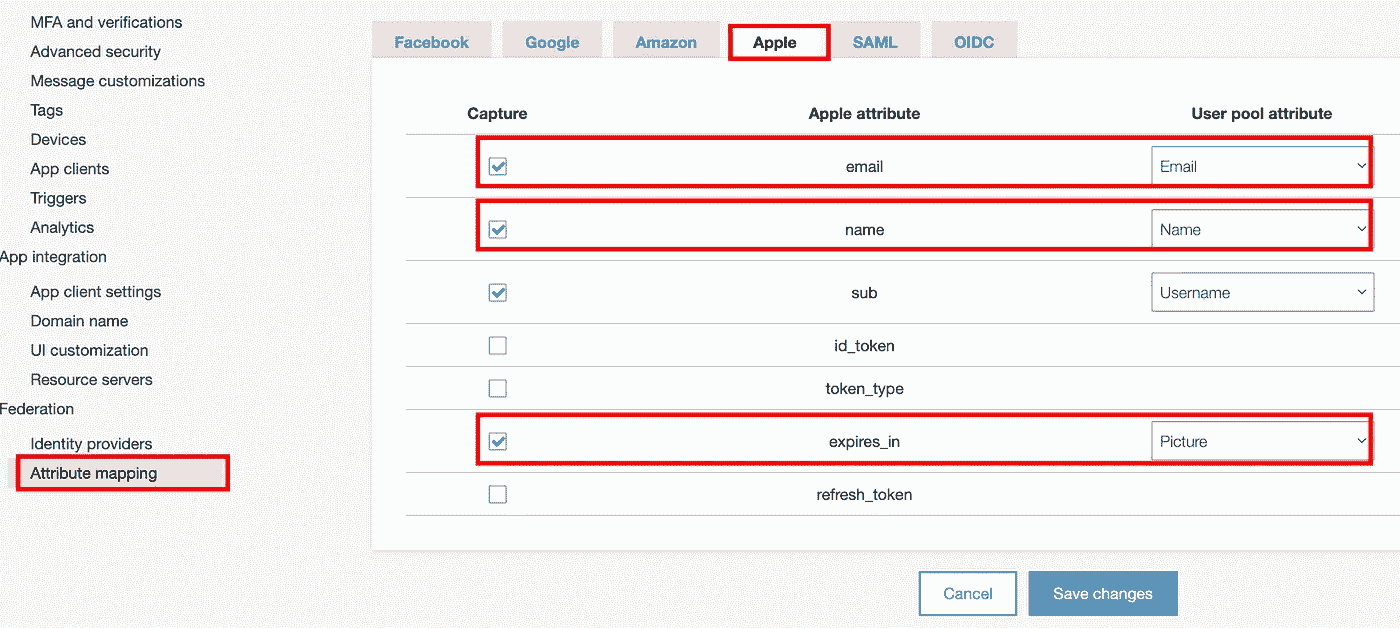 MFA and verifications
Advanced security
Message customizations
Tags
Devices
App clients
Triggers
Analytics
App integration
App client settings
Domain name
UI customization
Resource servers
Federation
Identity providers
Attribute mapping
Facebook Google Amazon Apple SAML OIDC
Capture Apple attribute User pool attribute
email Email
name Name
sub Username
id_token
token_type
expires_in Picture
refresh_token
Cancel Save changes